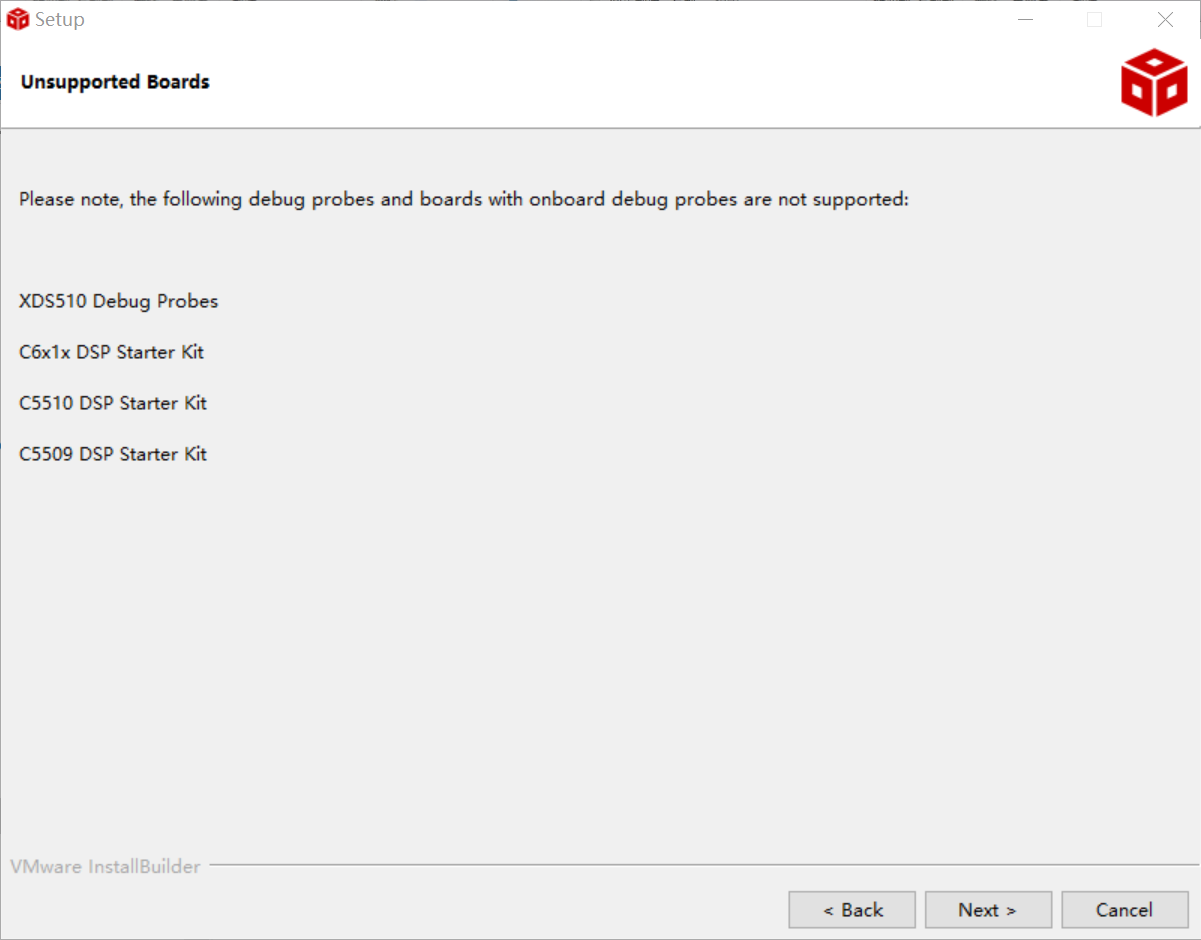 Setup
Unsupported Boards
Please note, the following debug probes and boards with onboard debug probes are not supported:
XDS510 Debug Probes
C6x1x DSP Starter Kit
C5510 DSP Starter Kit
C5509 DSP Starter Kit
VMware InstallBuilder
< Back
Next >
Cancel